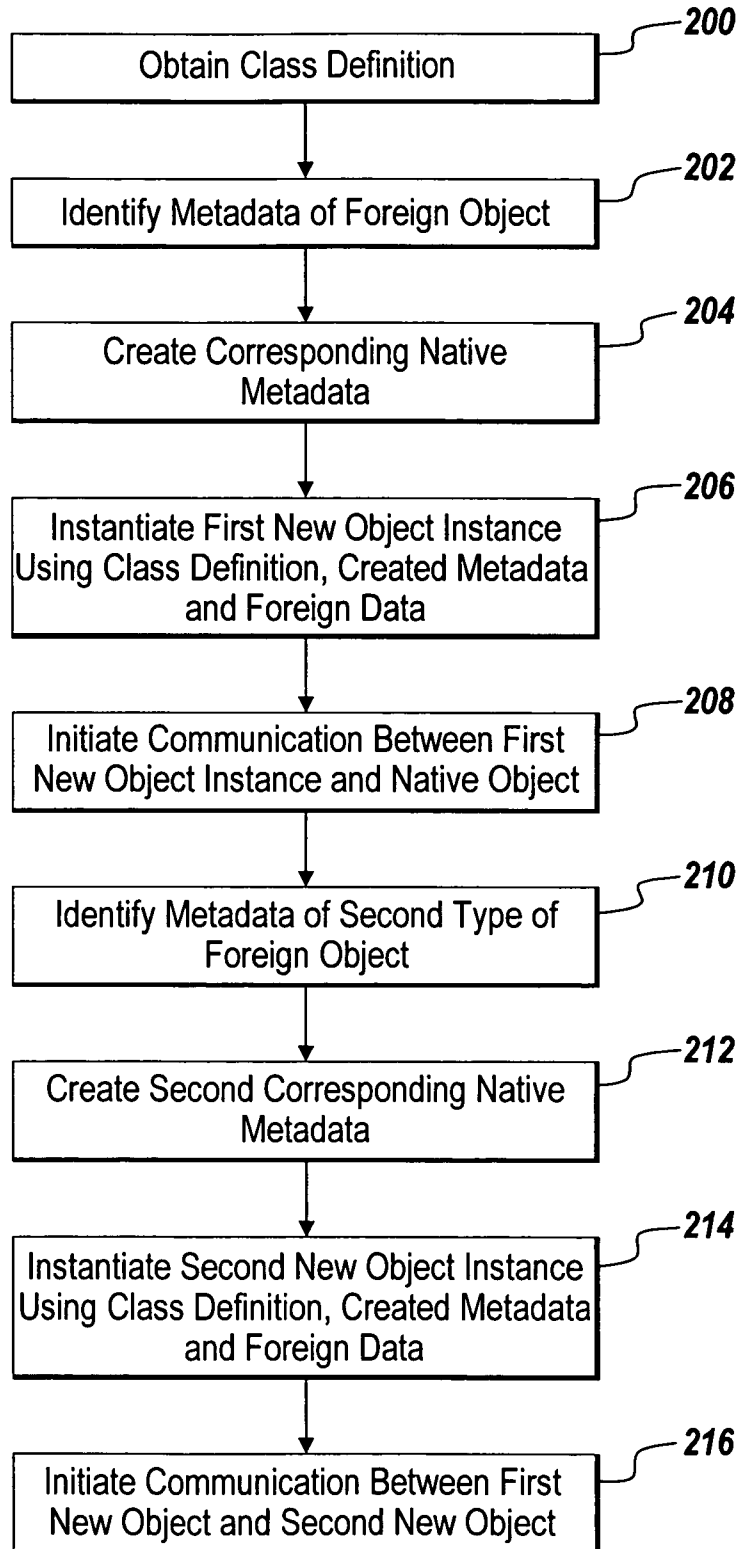 200
Obtain Class Definition
202
Identify Metadata of Foreign Object
204
Create Corresponding Native
Metadata
206
Instantiate First New Object Instance
Using Class Definition, Created Metadata
and Foreign Data
208
Initiate Communication Between First
New Object Instance and Native Object
210
Identify Metadata of Second Type of
Foreign Object
212
Create Second Corresponding Native
Metadata
214
Instantiate Second New Object Instance
Using Class Definition, Created Metadata
and Foreign Data
216
Initiate Communication Between First
New Object and Second New Object